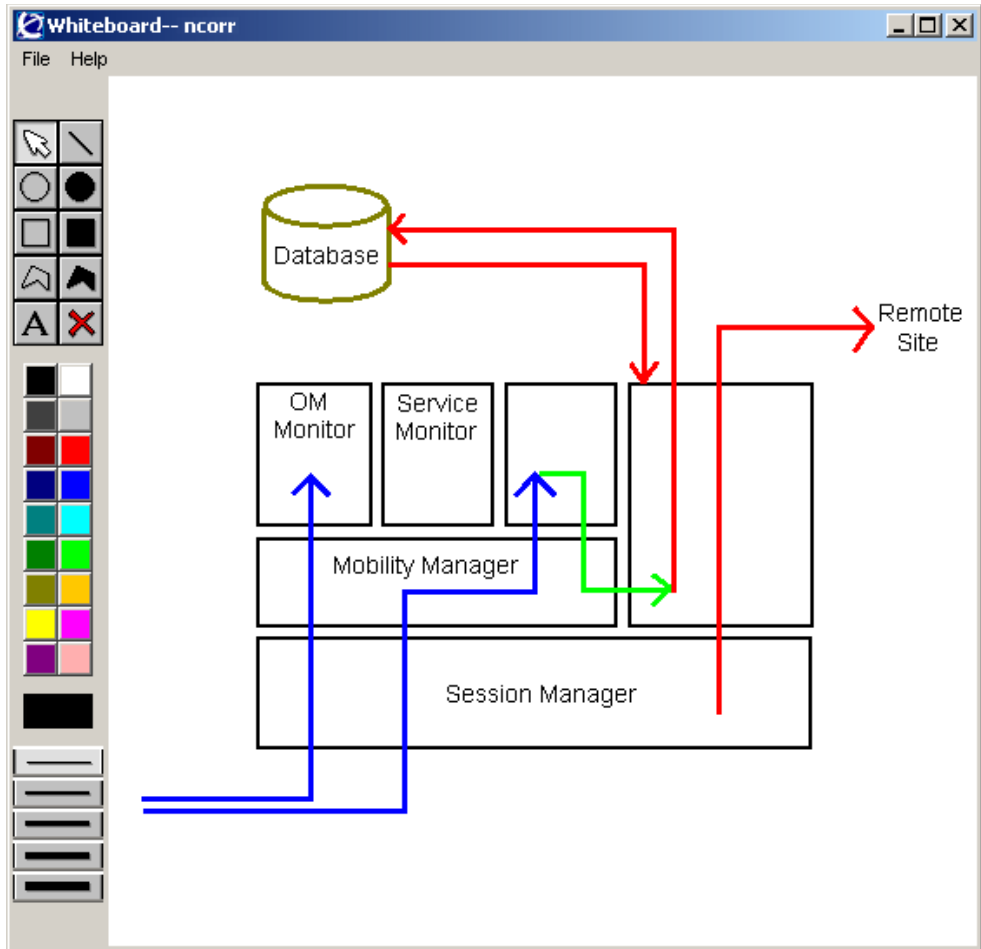 Whiteboard-- ncorr
File Help
A
Database
Remote
Site
OM
Monitor
Service
Monitor
Mobility Manager
Session Manager